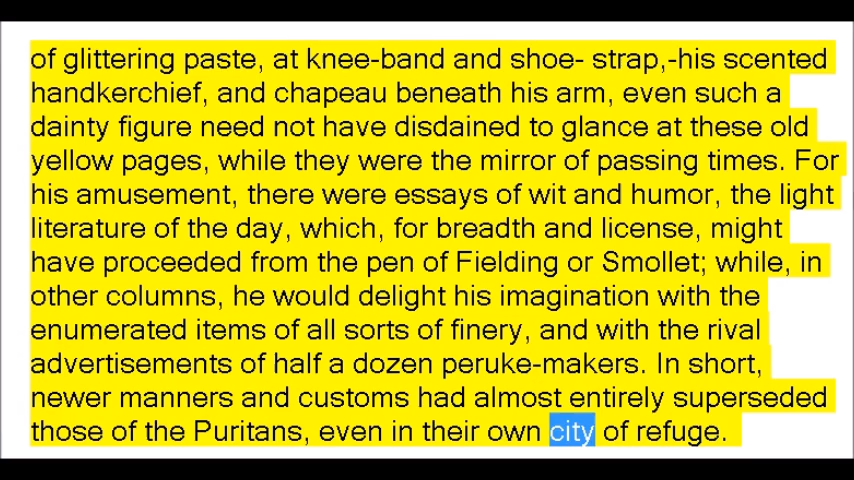 of glittering paste, at knee-band and shoe- strap,-his scented
handkerchief, and chapeau beneath his arm, even such a
dainty figure need not have disdained to glance at these old
yellow pages, while they were the mirror of passing times. For
his amusement, there were essays of wit and humor, the light
literature of the day, which, for breadth and license, might
have proceeded from the pen of Fielding or Smollet; while, in
other columns, he would delight his imagination with the
enumerated items of all sorts of finery, and with the rival
advertisements of half a dozen peruke-makers. In short,
newer manners and customs had almost entirely superseded
those of the Puritans, even in their own city of refuge.